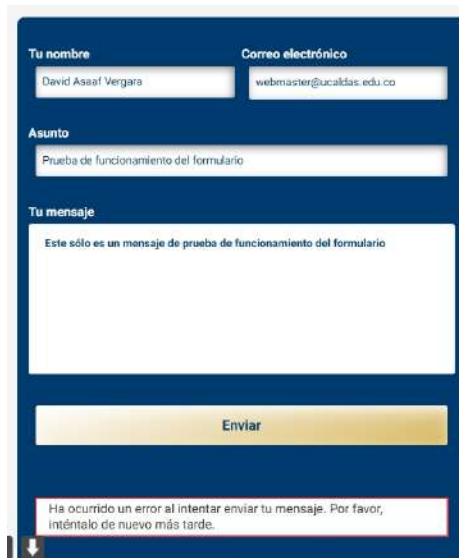 Tu nombre
Correo electrónico
David Asaaf Vergara
webmaster@ucaldas.edu.co
Asunto
Prueba de funcionamiento del formulario
Tu mensaje
Este sólo es un mensaje de prueba de funcionamiento del formulario
Enviar
Ha ocurrido un error al intentar enviar tu mensaje. Por favor,
inténtalo de nuevo más tarde.